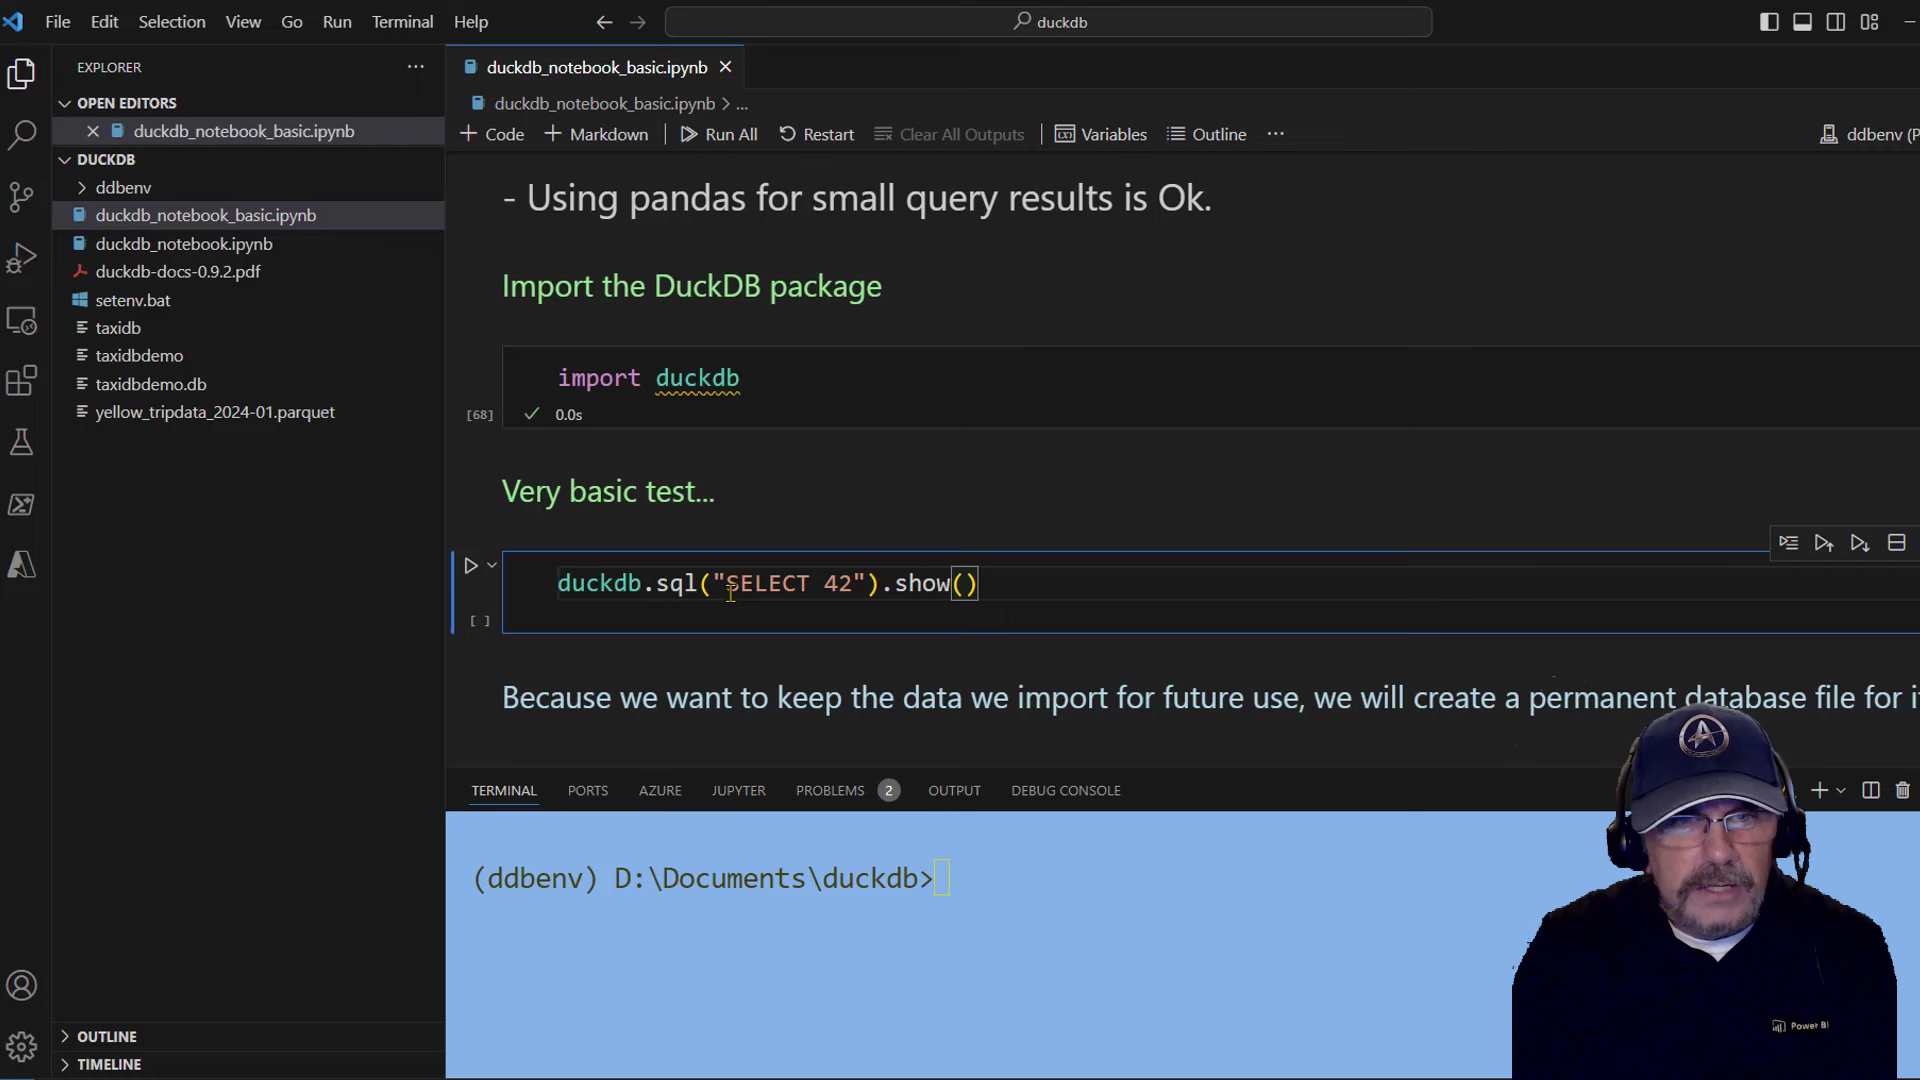 File Edit Selection View Go Run Terminal Help
duckdb
EXPLORER
OPEN EDITORS
duckdb_notebook_basic.ipynb
DUCKDB
ddbenv
duckdb_notebook_basic.ipynb
duckdb_notebook.ipynb
duckdb-docs-0.9.2.pdf
setenv.bat
taxidb
taxidbdemo
taxidbdemo.db
yellow_tripdata_2024-01.parquet
OUTLINE
TIMELINE
duckdb_notebook_basic.ipynb
duckdb_notebook_basic.ipynb > ...
+ Code + Markdown Run All Restart Clear All Outputs Variables Outline ... ddbenv (P
- Using pandas for small query results is Ok.
Import the DuckDB package
import duckdb
[68] 0.0s
Very basic test...
duckdb.sql("SELECT 42").show()
[ ]
Because we want to keep the data we import for future use, we will create a permanent database file for i
TERMINAL PORTS AZURE JUPYTER PROBLEMS 2 OUTPUT DEBUG CONSOLE
(ddbenv) D:\Documents\duckdb>
Power BI